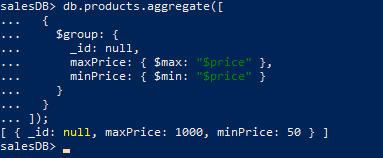 salesDB> db.products.aggregate([
...   {
...     $group: {
...       _id: null,
...       maxPrice: { $max: "$price" },
...       minPrice: { $min: "$price" }
...     }
...   }
... ]);
[ { _id: null, maxPrice: 1000, minPrice: 50 } ]
salesDB> _